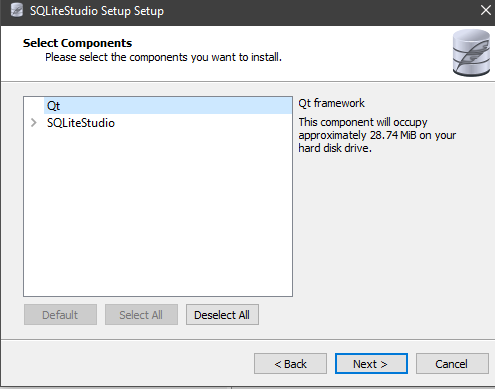 SQLiteStudio Setup Setup
Select Components
Please select the components you want to install.
Qt
SQLiteStudio
Qt framework
This component will occupy
approximately 28.74 MiB on your
hard disk drive.
Default
Select All
Deselect All
< Back
Next >
Cancel